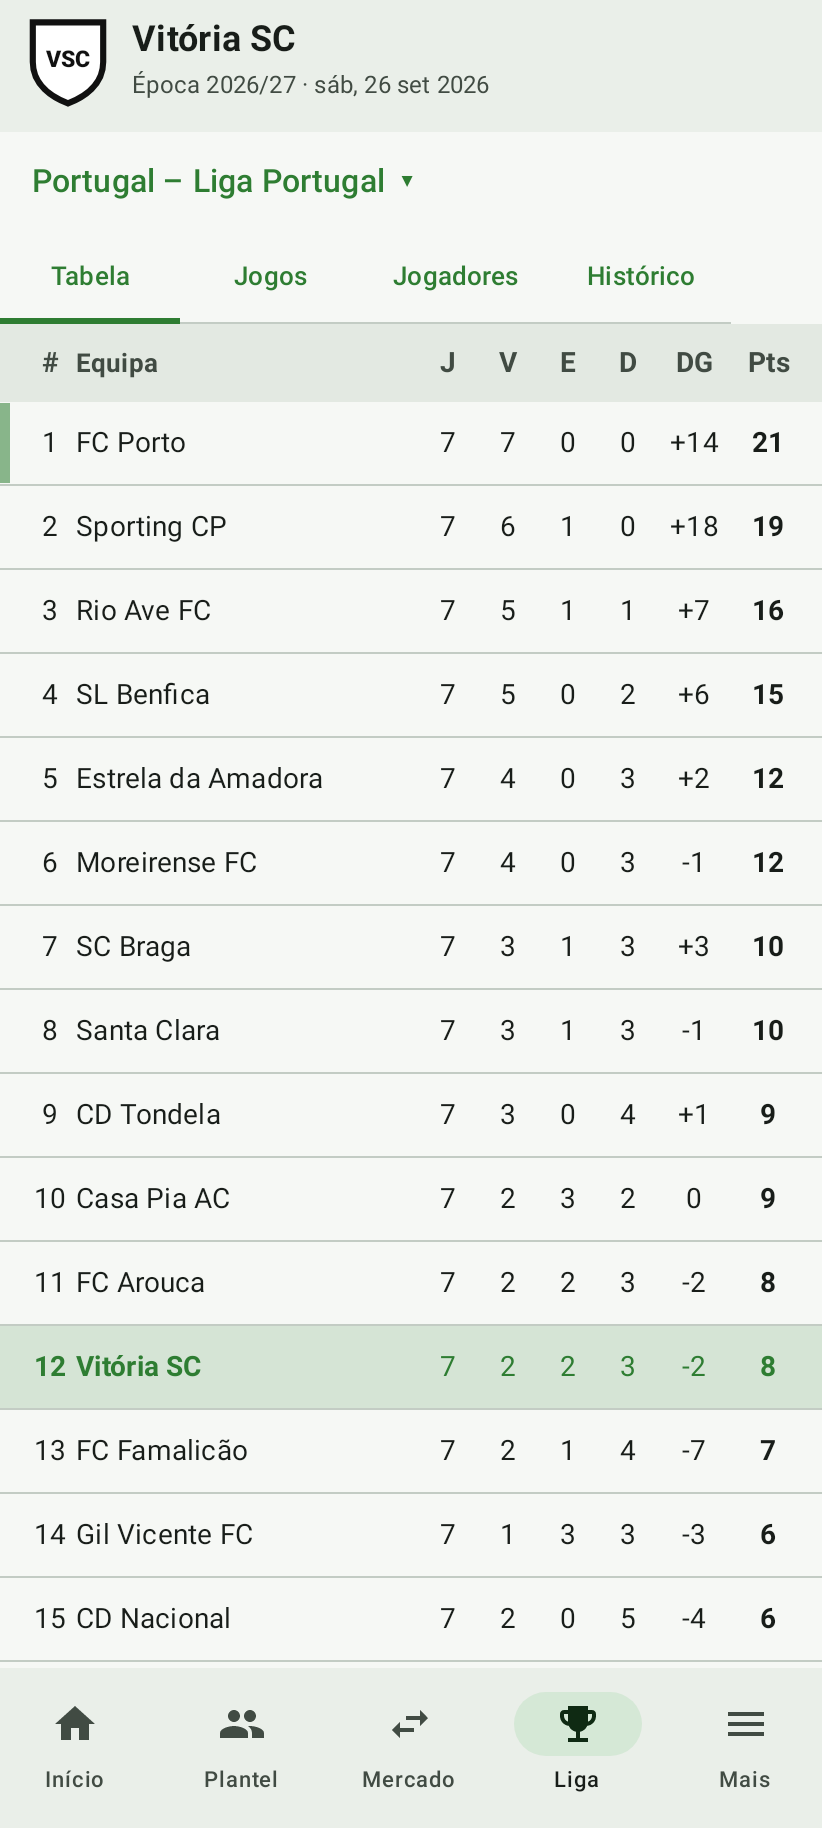 VSC
Vitória SC
Época 2026/27 · sáb, 26 set 2026
Portugal – Liga Portugal ▼
Tabela Jogos Jogadores Histórico
# Equipa J V E D DG Pts
1 FC Porto 7 7 0 0 +14 21
2 Sporting CP 7 6 1 0 +18 19
3 Rio Ave FC 7 5 1 1 +7 16
4 SL Benfica 7 5 0 2 +6 15
5 Estrela da Amadora 7 4 0 3 +2 12
6 Moreirense FC 7 4 0 3 -1 12
7 SC Braga 7 3 1 3 +3 10
8 Santa Clara 7 3 1 3 -1 10
9 CD Tondela 7 3 0 4 +1 9
10 Casa Pia AC 7 2 3 2 0 9
11 FC Arouca 7 2 2 3 -2 8
12 Vitória SC 7 2 2 3 -2 8
13 FC Famalicão 7 2 1 4 -7 7
14 Gil Vicente FC 7 1 3 3 -3 6
15 CD Nacional 7 2 0 5 -4 6
Início Plantel Mercado Liga Mais